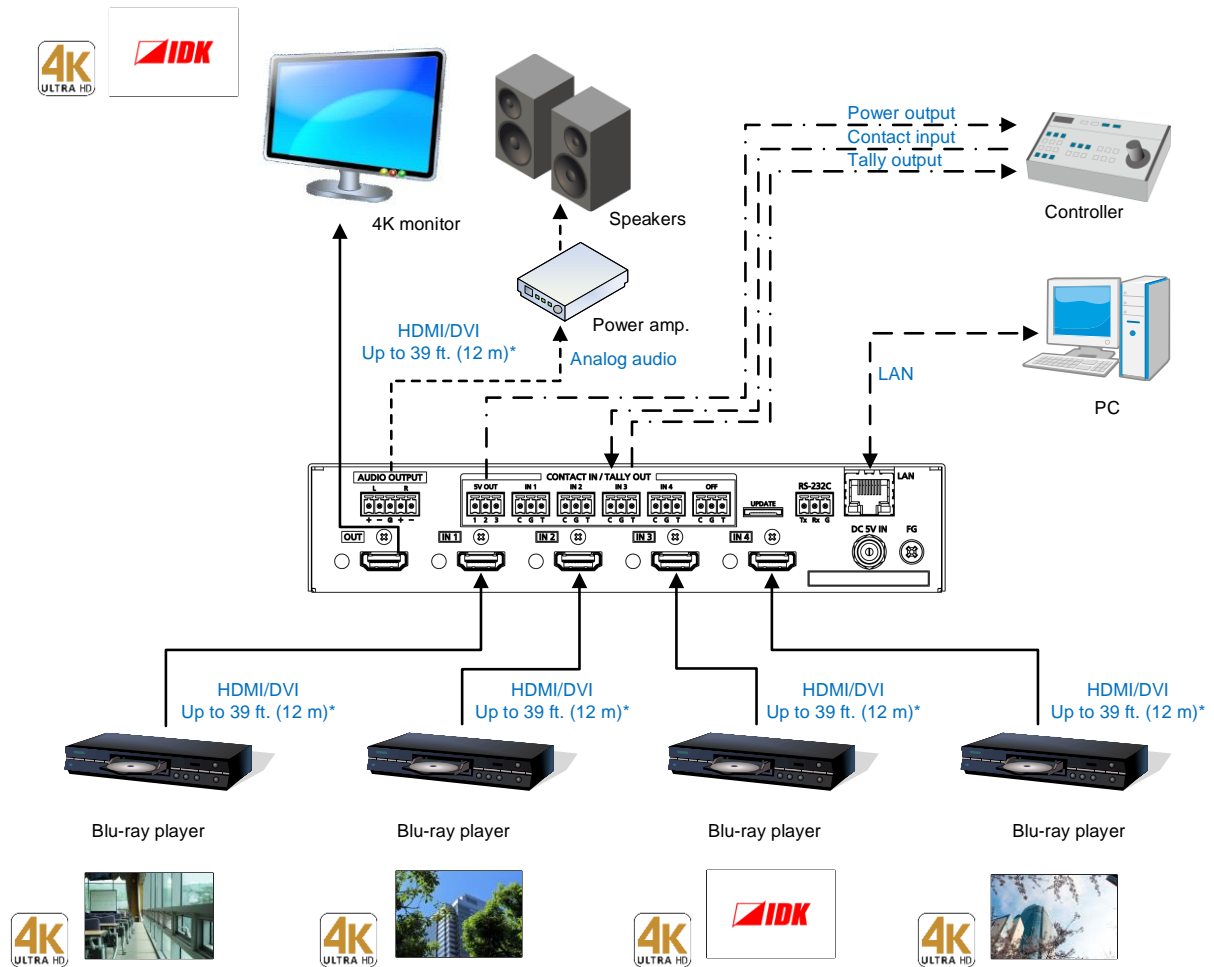 4K
ULTRA HD
IDK
4K monitor
Speakers
Power output
Contact input
Tally output
Controller
Power amp.
HDMI/DVI
Up to 39 ft. (12 m)*
Analog audio
LAN
PC
AUDIO OUTPUT
L R
+ − G + −
CONTACT IN / TALLY OUT
5V OUT IN 1 IN 2 IN 3 IN 4 OFF
1 2 3 C G T C G T C G T C G T C G T
UPDATE
RS-232C
Tx Rx G
LAN
DC 5V IN FG
OUT IN 1 IN 2 IN 3 IN 4
HDMI/DVI
Up to 39 ft. (12 m)*
HDMI/DVI
Up to 39 ft. (12 m)*
HDMI/DVI
Up to 39 ft. (12 m)*
HDMI/DVI
Up to 39 ft. (12 m)*
Blu-ray player Blu-ray player Blu-ray player Blu-ray player
4K
ULTRA HD
4K
ULTRA HD
4K
ULTRA HD
IDK
4K
ULTRA HD